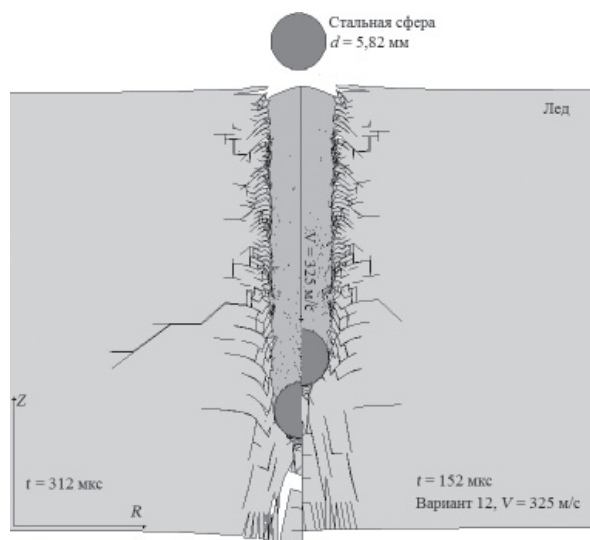 Стальная сфера
d = 5,82 мм
Лед
V = 325 м/с
Z
t = 312 мкс
R
t = 152 мкс
Вариант 12, V = 325 м/с